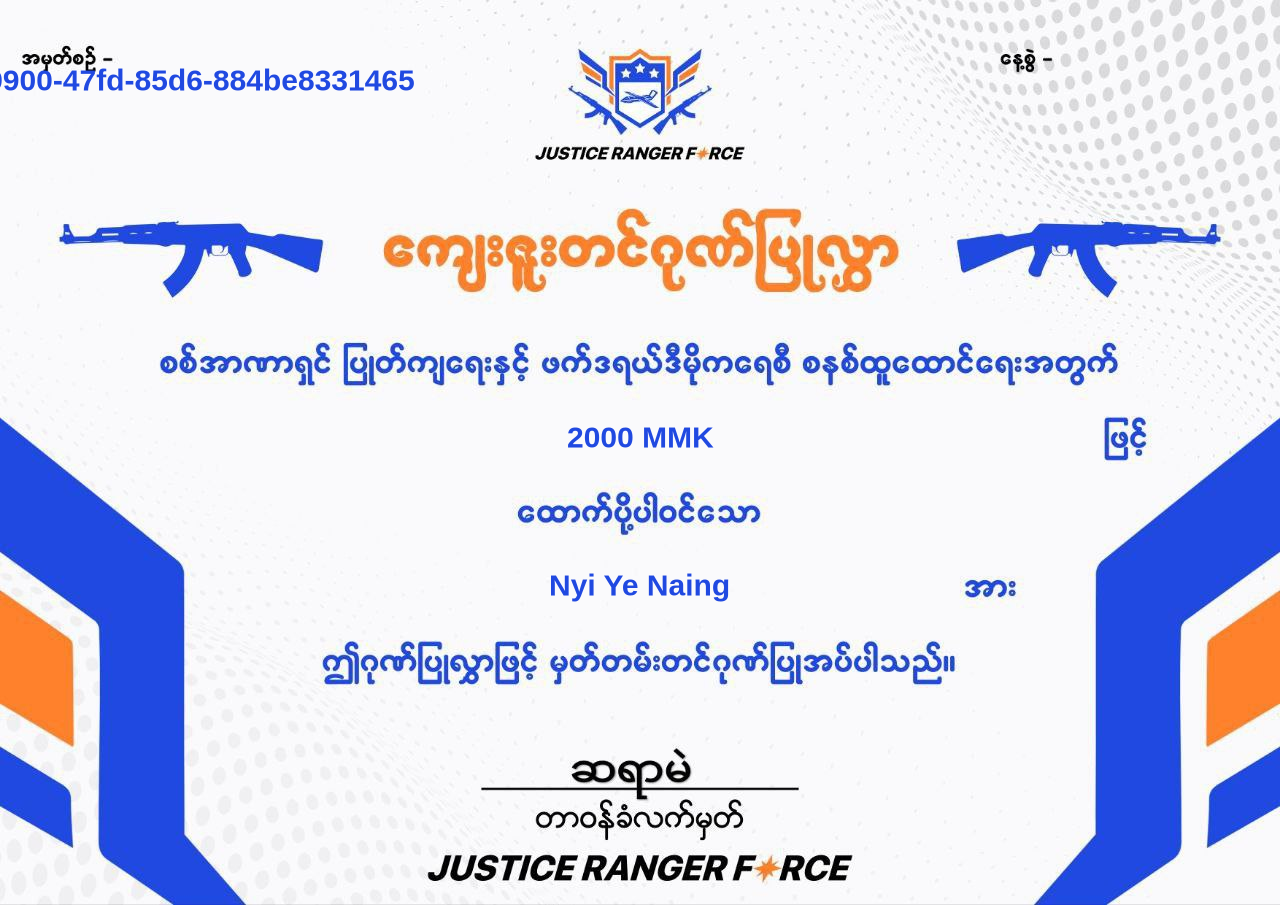 အမှတ်စဉ် -
900-47fd-85d6-884be8331465
နေ့စွဲ -
JUSTICE RANGER FORCE
ကျေးဇူးတင်ဂုဏ်ပြုလွှာ
စစ်အာဏာရှင် ပြုတ်ကျရေးနှင့် ဖက်ဒရယ်ဒီမိုကရေစီ စနစ်ထူထောင်ရေးအတွက်
2000 MMK ဖြင့်
ထောက်ပို့ပါဝင်သော
Nyi Ye Naing အား
ဤဂုဏ်ပြုလွှာဖြင့် မှတ်တမ်းတင်ဂုဏ်ပြုအပ်ပါသည်။
ဆရာမဲ
တာဝန်ခံလက်မှတ်
JUSTICE RANGER FORCE